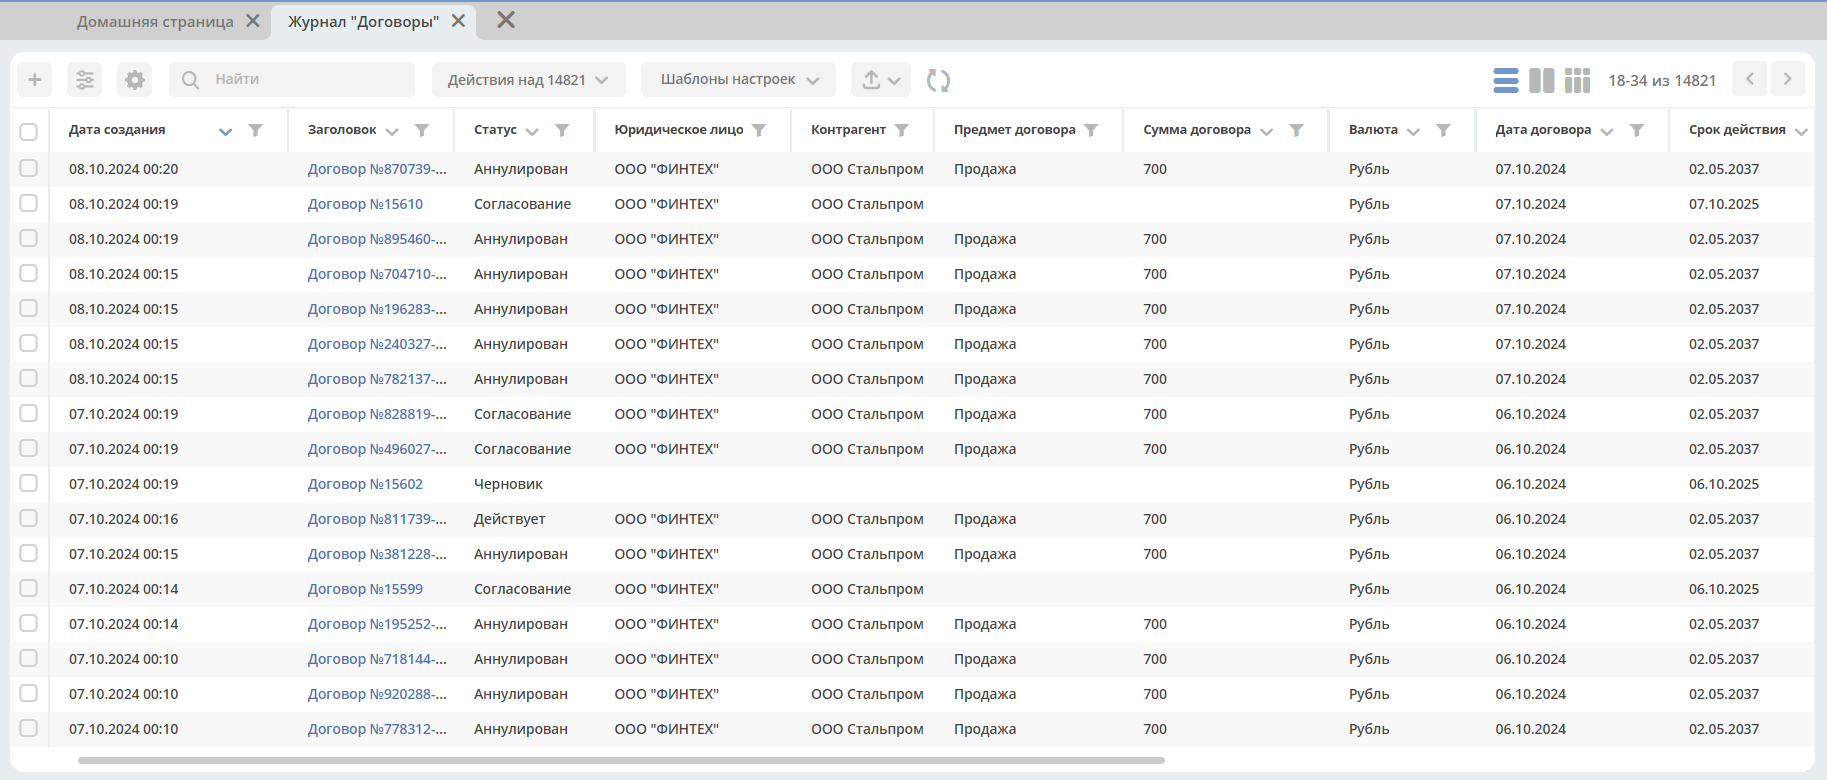 Домашняя страница Журнал "Договоры"
Найти Действия над 14821 Шаблоны настроек 18-34 из 14821
Дата создания Заголовок Статус Юридическое лицо Контрагент Предмет договора Сумма договора Валюта Дата договора Срок действия
08.10.2024 00:20 Договор №870739-... Аннулирован ООО "ФИНТЕХ" ООО Стальпром Продажа 700 Рубль 07.10.2024 02.05.2037
08.10.2024 00:19 Договор №15610 Согласование ООО "ФИНТЕХ" ООО Стальпром Рубль 07.10.2024 07.10.2025
08.10.2024 00:19 Договор №895460-... Аннулирован ООО "ФИНТЕХ" ООО Стальпром Продажа 700 Рубль 07.10.2024 02.05.2037
08.10.2024 00:15 Договор №704710-... Аннулирован ООО "ФИНТЕХ" ООО Стальпром Продажа 700 Рубль 07.10.2024 02.05.2037
08.10.2024 00:15 Договор №196283-... Аннулирован ООО "ФИНТЕХ" ООО Стальпром Продажа 700 Рубль 07.10.2024 02.05.2037
08.10.2024 00:15 Договор №240327-... Аннулирован ООО "ФИНТЕХ" ООО Стальпром Продажа 700 Рубль 07.10.2024 02.05.2037
08.10.2024 00:15 Договор №782137-... Аннулирован ООО "ФИНТЕХ" ООО Стальпром Продажа 700 Рубль 07.10.2024 02.05.2037
07.10.2024 00:19 Договор №828819-... Согласование ООО "ФИНТЕХ" ООО Стальпром Продажа 700 Рубль 06.10.2024 02.05.2037
07.10.2024 00:19 Договор №496027-... Согласование ООО "ФИНТЕХ" ООО Стальпром Продажа 700 Рубль 06.10.2024 02.05.2037
07.10.2024 00:19 Договор №15602 Черновик Рубль 06.10.2024 06.10.2025
07.10.2024 00:16 Договор №811739-... Действует ООО "ФИНТЕХ" ООО Стальпром Продажа 700 Рубль 06.10.2024 02.05.2037
07.10.2024 00:15 Договор №381228-... Аннулирован ООО "ФИНТЕХ" ООО Стальпром Продажа 700 Рубль 06.10.2024 02.05.2037
07.10.2024 00:14 Договор №15599 Согласование ООО "ФИНТЕХ" ООО Стальпром Рубль 06.10.2024 06.10.2025
07.10.2024 00:14 Договор №195252-... Аннулирован ООО "ФИНТЕХ" ООО Стальпром Продажа 700 Рубль 06.10.2024 02.05.2037
07.10.2024 00:10 Договор №718144-... Аннулирован ООО "ФИНТЕХ" ООО Стальпром Продажа 700 Рубль 06.10.2024 02.05.2037
07.10.2024 00:10 Договор №920288-... Аннулирован ООО "ФИНТЕХ" ООО Стальпром Продажа 700 Рубль 06.10.2024 02.05.2037
07.10.2024 00:10 Договор №778312-... Аннулирован ООО "ФИНТЕХ" ООО Стальпром Продажа 700 Рубль 06.10.2024 02.05.2037